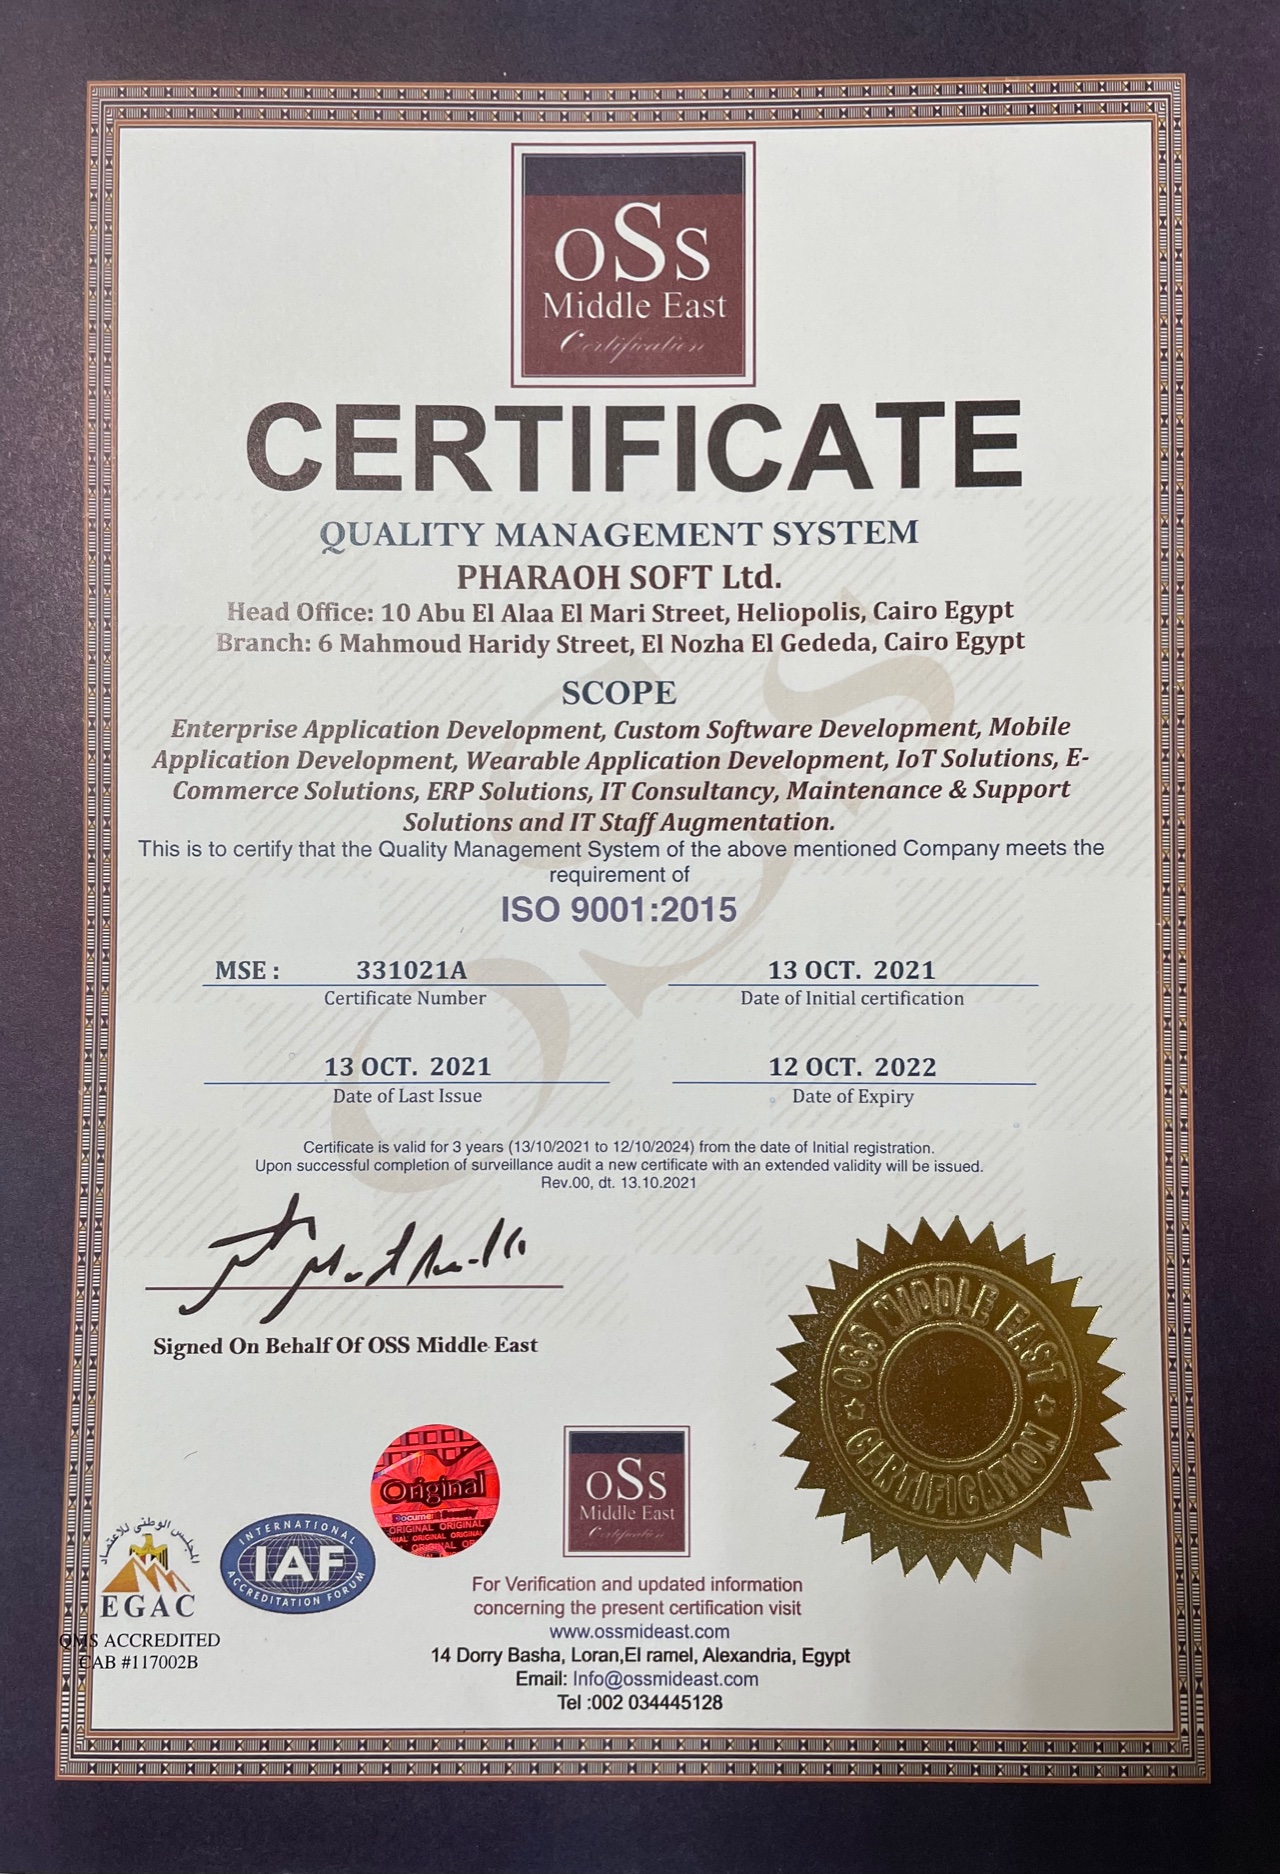 oSs
Middle East
Certification
CERTIFICATE
QUALITY MANAGEMENT SYSTEM
PHARAOH SOFT Ltd.
Head Office: 10 Abu El Alaa El Mari Street, Heliopolis, Cairo Egypt
Branch: 6 Mahmoud Haridy Street, El Nozha El Gededa, Cairo Egypt
SCOPE
Enterprise Application Development, Custom Software Development, Mobile
Application Development, Wearable Application Development, IoT Solutions, E-
Commerce Solutions, ERP Solutions, IT Consultancy, Maintenance & Support
Solutions and IT Staff Augmentation.
This is to certify that the Quality Management System of the above mentioned Company meets the
requirement of
ISO 9001:2015
MSE : 331021A
Certificate Number
13 OCT. 2021
Date of Initial certification
13 OCT. 2021
Date of Last Issue
12 OCT. 2022
Date of Expiry
Certificate is valid for 3 years (13/10/2021 to 12/10/2024) from the date of Initial registration.
Upon successful completion of surveillance audit a new certificate with an extended validity will be issued.
Rev.00, dt. 13.10.2021
Signed On Behalf Of OSS Middle East
OSS MIDDLE EAST
CERTIFICATION
Original
Document Security
ORIGINAL ORIGINAL
ORIGINAL ORIGINAL
ORIGINAL
oSs
Middle East
Certification
المجلس الوطني للاعتماد
EGAC
QMS ACCREDITED
CAB #117002B
INTERNATIONAL
IAF
ACCREDITATION FORUM
For Verification and updated information
concerning the present certification visit
www.ossmideast.com
14 Dorry Basha, Loran,El ramel, Alexandria, Egypt
Email: Info@ossmideast.com
Tel :002 034445128